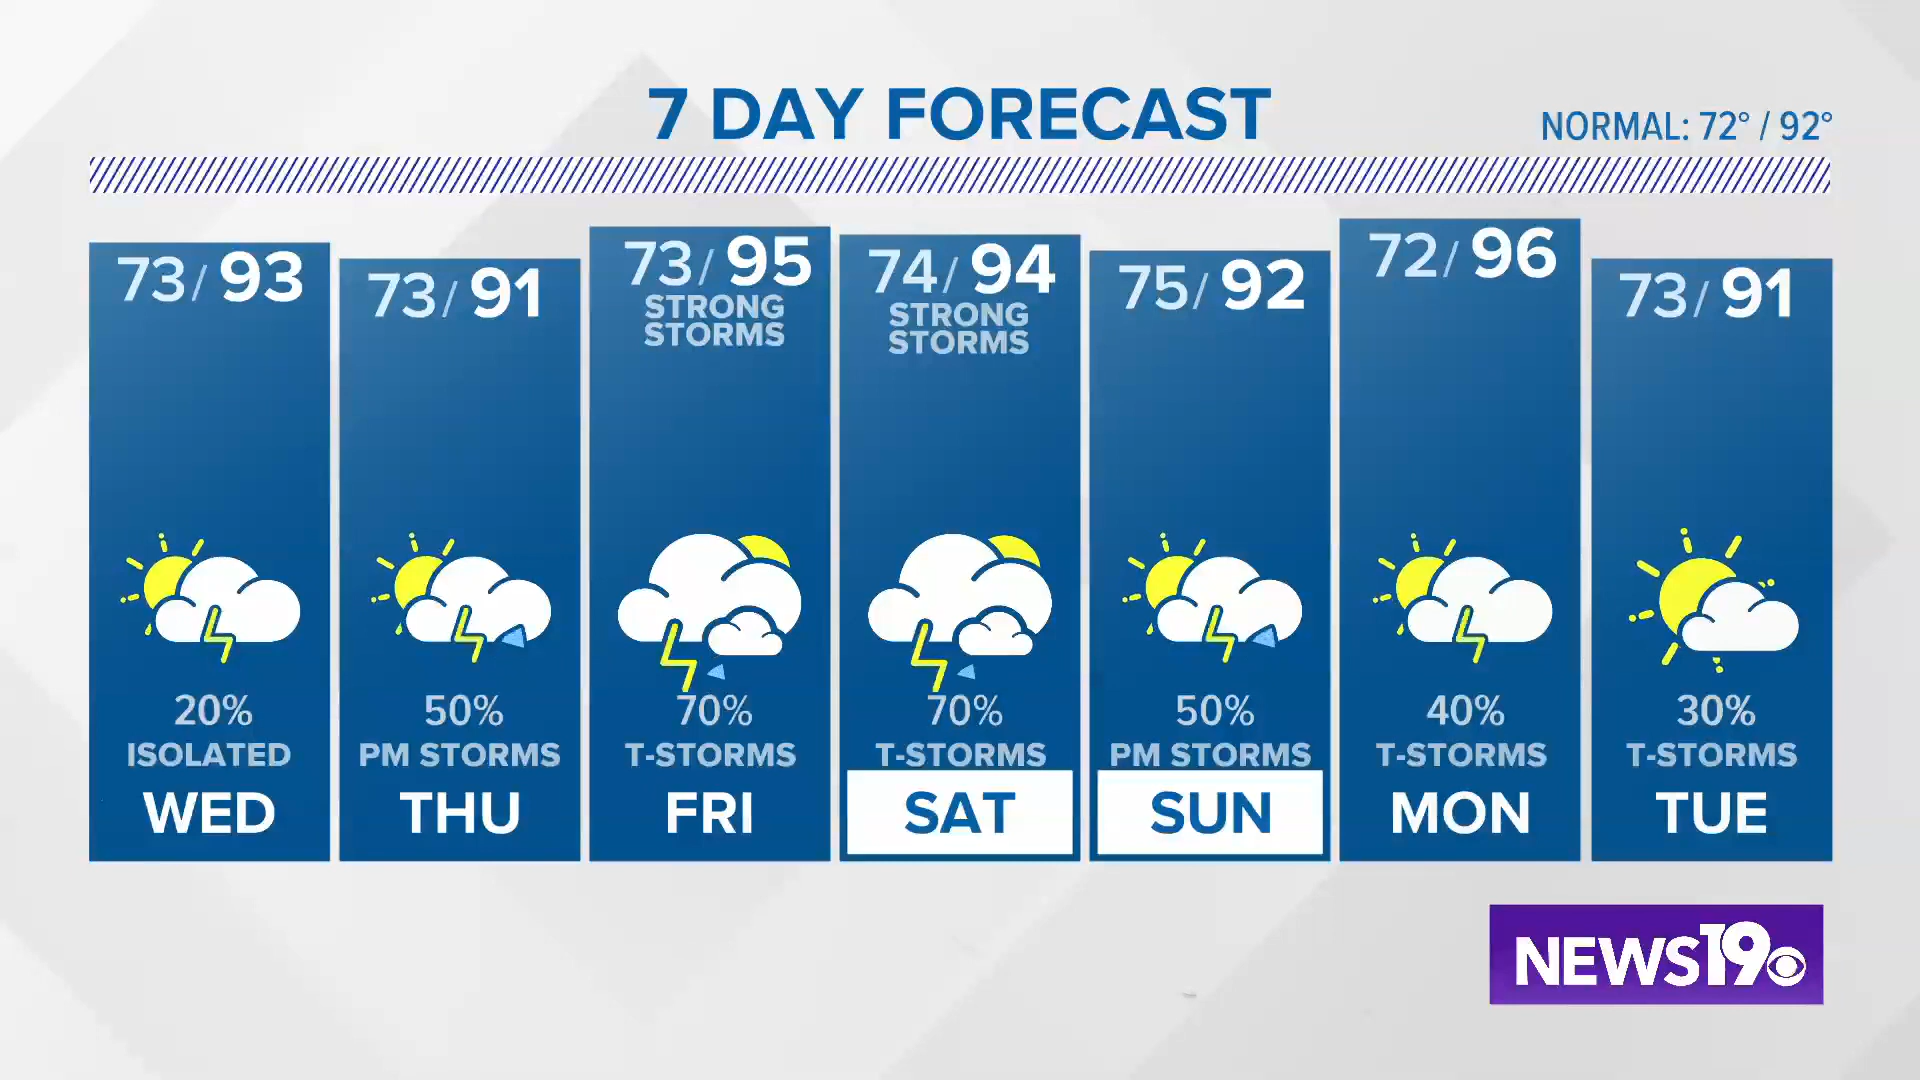 7 DAY FORECAST
NORMAL: 72° / 92°
73/93
20%
ISOLATED
WED
73/91
50%
PM STORMS
THU
73/95
STRONG
STORMS
70%
T-STORMS
FRI
74/94
STRONG
STORMS
70%
T-STORMS
SAT
75/92
50%
PM STORMS
SUN
72/96
40%
T-STORMS
MON
73/91
30%
T-STORMS
TUE
NEWS19